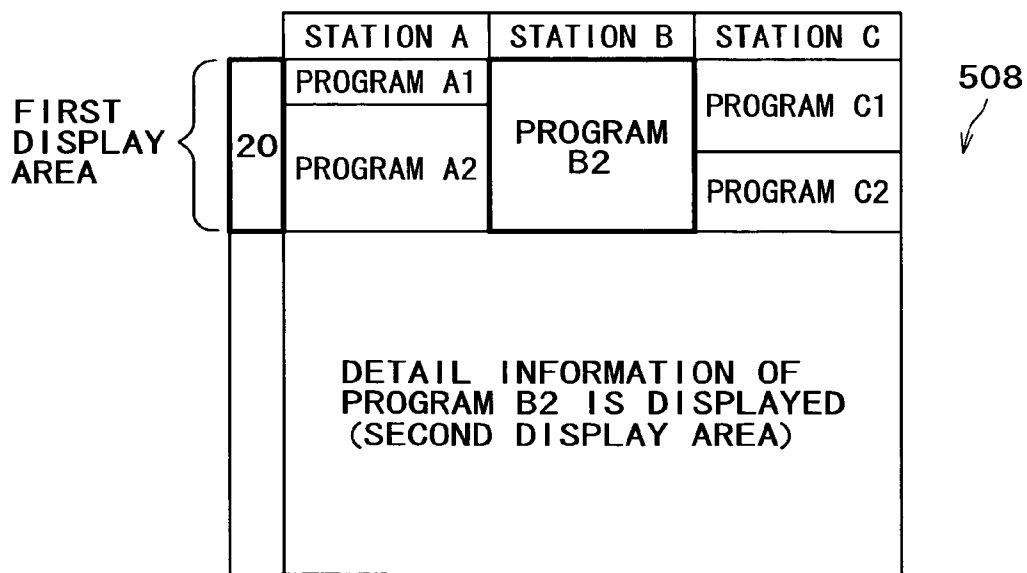 STATION A STATION B STATION C
PROGRAM A1
508
FIRST
DISPLAY
AREA
20
PROGRAM A2
PROGRAM
B2
PROGRAM C1
PROGRAM C2
DETAIL INFORMATION OF
PROGRAM B2 IS DISPLAYED
(SECOND DISPLAY AREA)